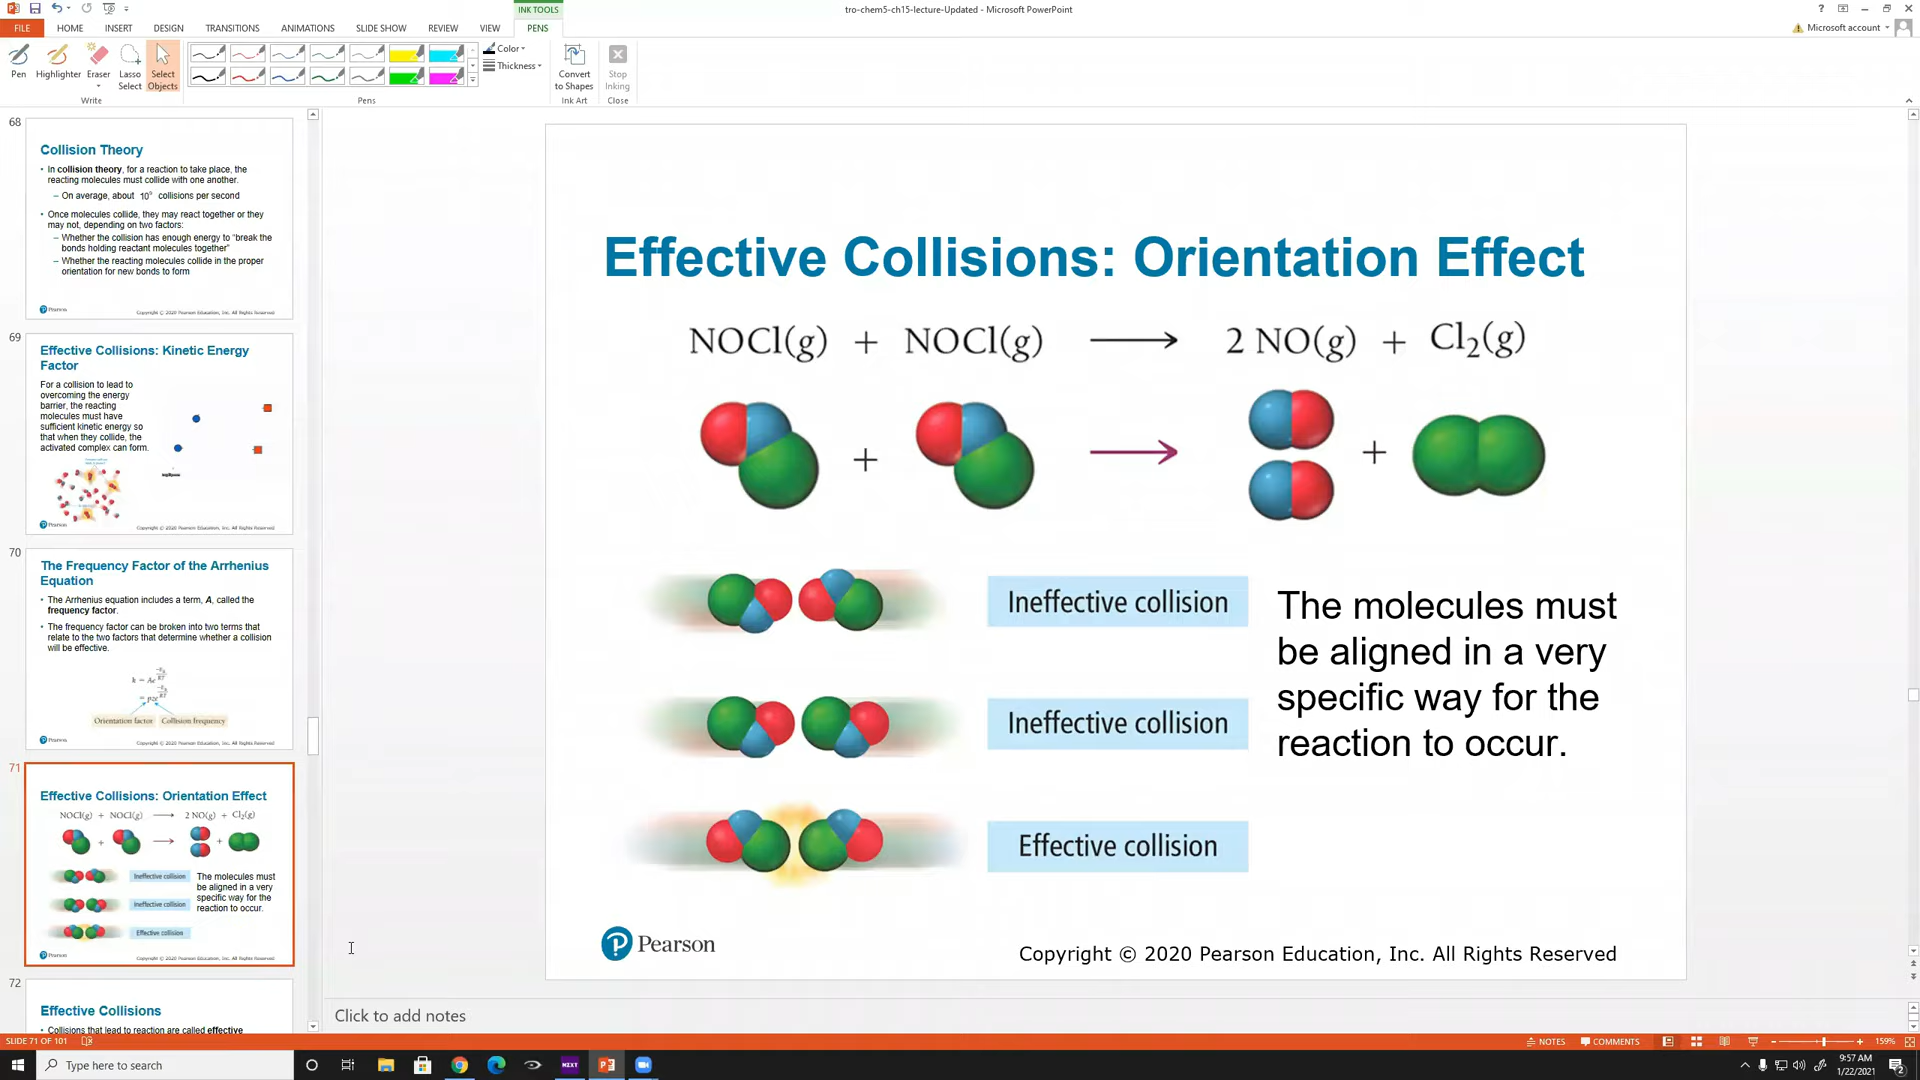 INK TOOLS
tro-chem5-ch15-lecture-Updated - Microsoft PowerPoint
?
FILE HOME INSERT DESIGN TRANSITIONS ANIMATIONS SLIDE SHOW REVIEW VIEW PENS
Microsoft account
Pen Highlighter Eraser Lasso Select Select Objects
Color
Thickness
Convert to Shapes Stop Inking
Write Pens Ink Art Close
68
Collision Theory
• In collision theory, for a reaction to take place, the
reacting molecules must collide with one another.
– On average, about 10⁹ collisions per second
• Once molecules collide, they may react together or they
may not, depending on two factors:
– Whether the collision has enough energy to "break the
bonds holding reactant molecules together"
– Whether the reacting molecules collide in the proper
orientation for new bonds to form
Pearson Copyright © 2020 Pearson Education, Inc. All Rights Reserved
69
Effective Collisions: Kinetic Energy
Factor
For a collision to lead to
overcoming the energy
barrier, the reacting
molecules must have
sufficient kinetic energy so
that when they collide, the
activated complex can form.
Pearson Copyright © 2020 Pearson Education, Inc. All Rights Reserved
70
The Frequency Factor of the Arrhenius
Equation
• The Arrhenius equation includes a term, A, called the
frequency factor.
• The frequency factor can be broken into two terms that
relate to the two factors that determine whether a collision
will be effective.
Orientation factor Collision frequency
Pearson Copyright © 2020 Pearson Education, Inc. All Rights Reserved
71
Effective Collisions: Orientation Effect
NOCl(g) + NOCl(g) ⟶ 2 NO(g) + Cl₂(g)
+ → +
Ineffective collision
Ineffective collision
Effective collision
The molecules must
be aligned in a very
specific way for the
reaction to occur.
Pearson Copyright © 2020 Pearson Education, Inc. All Rights Reserved
72
Effective Collisions
• Collisions that lead to reaction are called effective
Effective Collisions: Orientation Effect
NOCl(g) + NOCl(g) ⟶ 2 NO(g) + Cl₂(g)
+ → +
Ineffective collision
Ineffective collision
Effective collision
The molecules must
be aligned in a very
specific way for the
reaction to occur.
Pearson
Copyright © 2020 Pearson Education, Inc. All Rights Reserved
Click to add notes
SLIDE 71 OF 101
NOTES COMMENTS 159%
Type here to search
9:57 AM
1/22/2021
2